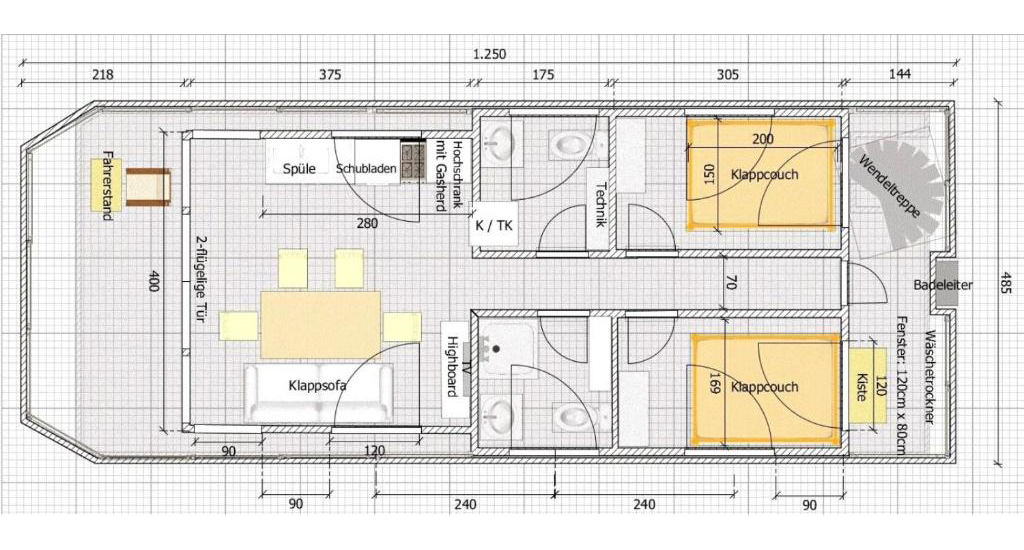 1.250
218
375
175
305
144
Fahrerstand
Spüle
Schubladen
Hochschrank
mit Gasherd
280
K / TK
Technik
200
150
Klappcouch
Wendeltreppe
2-flügelige Tür
400
70
Badeleiter
485
Klappsofa
Highboard
TV
169
Klappcouch
Kiste
120
Fenster: 120cm x 80cm
Wäschetrockner
90
120
90
240
240
90